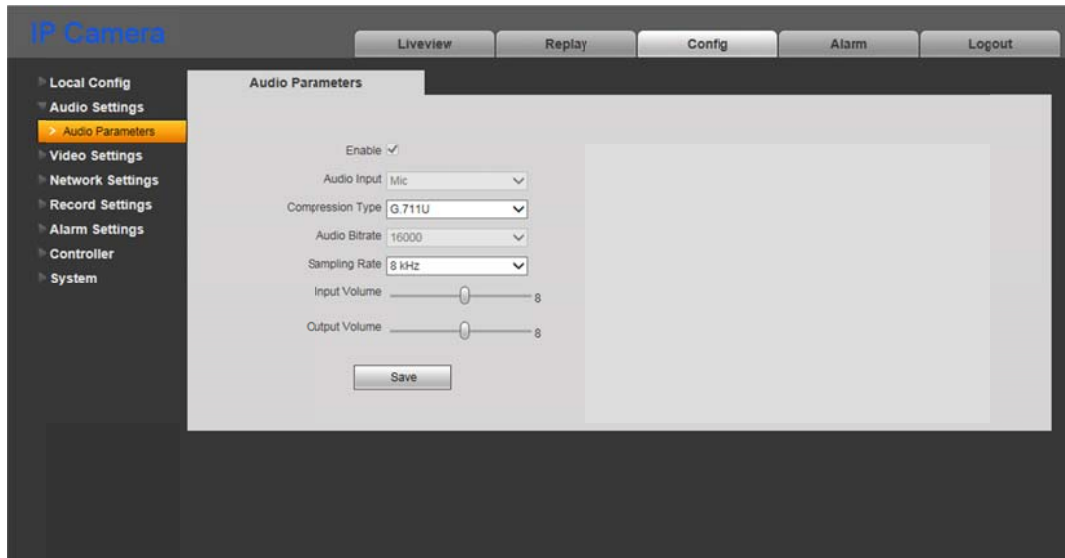 IP Camera
Liveview
Replay
Config
Alarm
Logout
Local Config
Audio Settings
> Audio Parameters
Video Settings
Network Settings
Record Settings
Alarm Settings
Controller
System
Audio Parameters
Enable
Audio Input Mic
Compression Type G.711U
Audio Bitrate 16000
Sampling Rate 8 kHz
Input Volume 8
Output Volume 8
Save